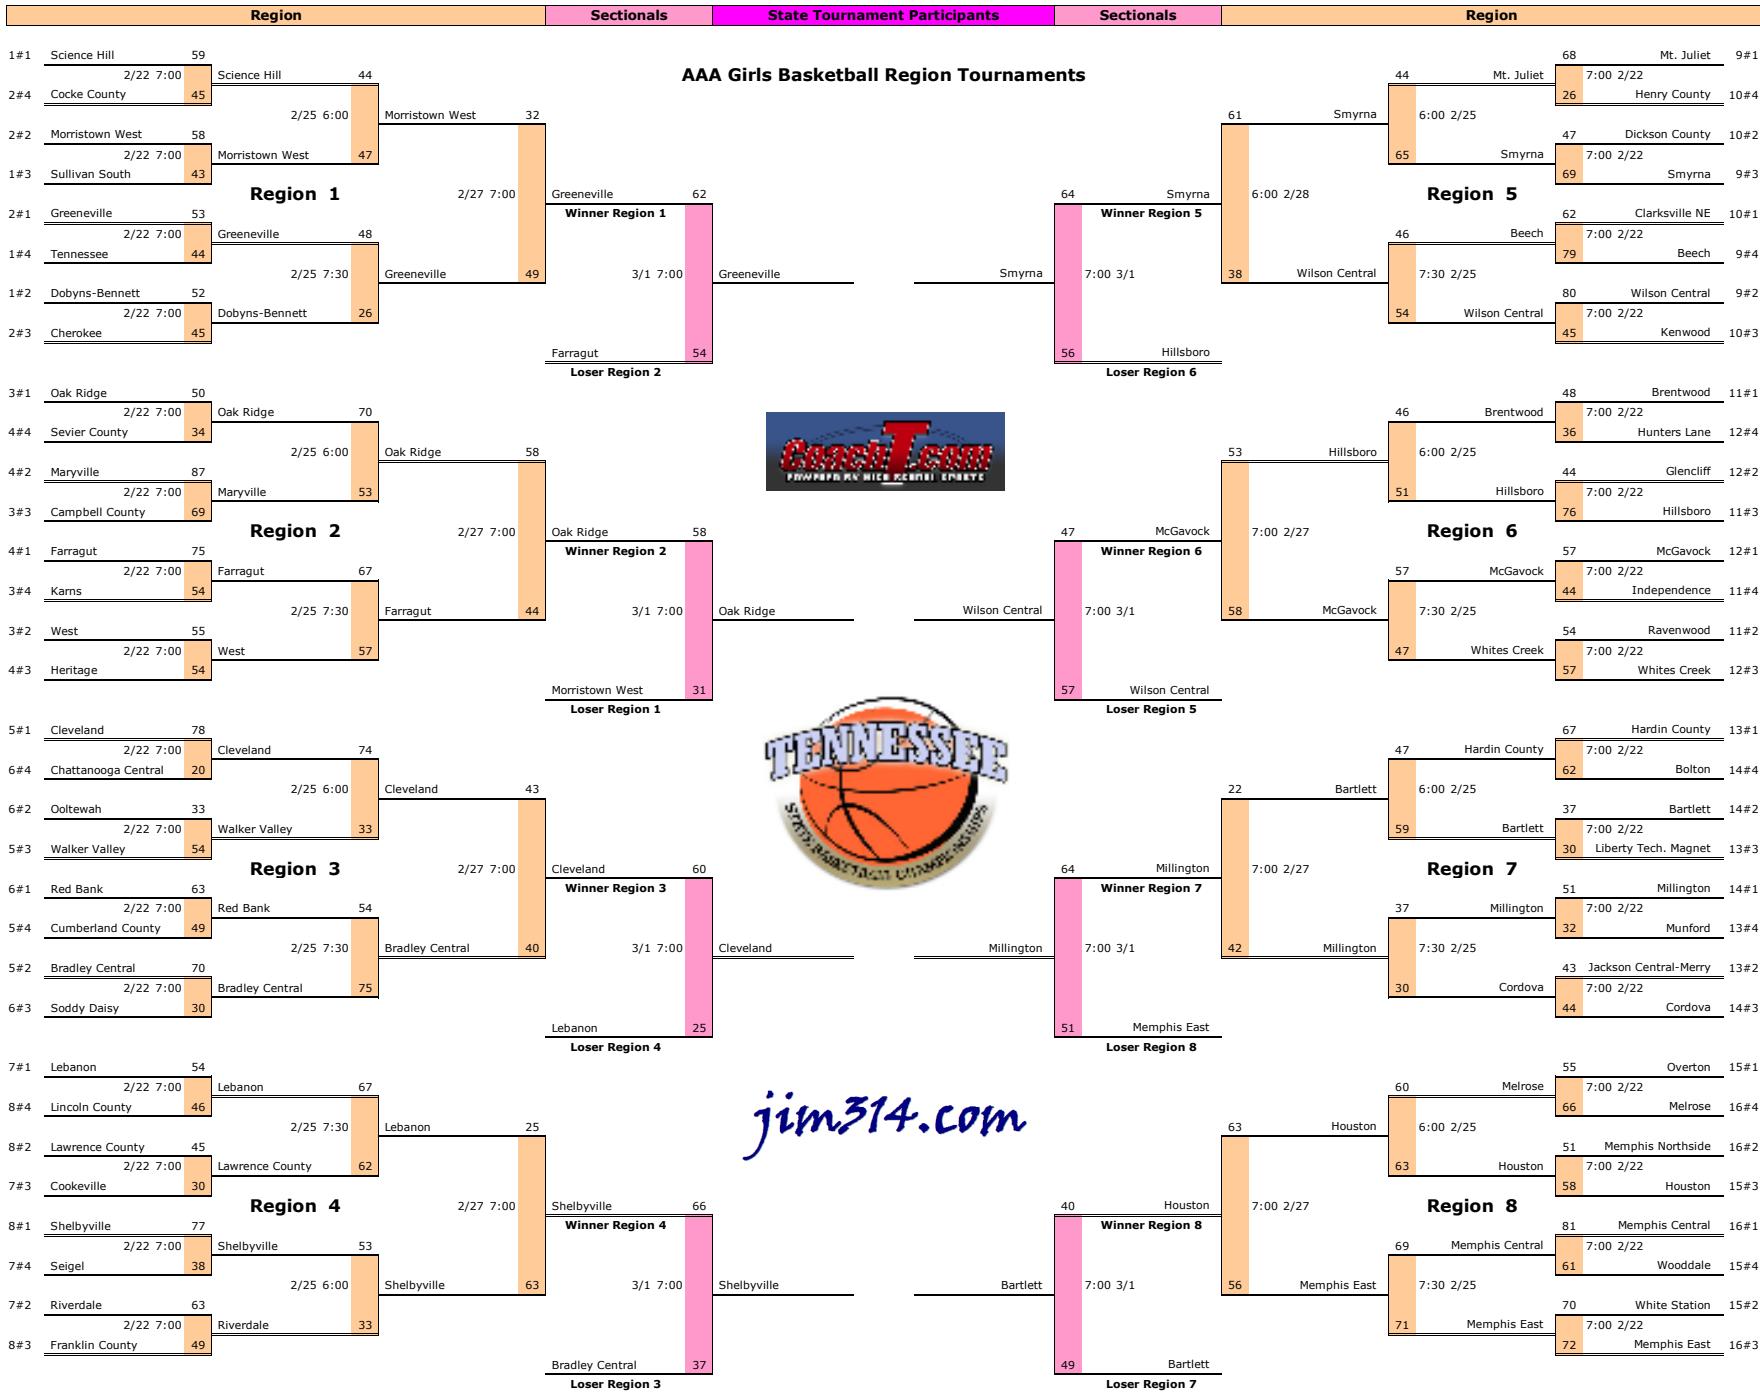 Region Sectionals State Tournament Participants Sectionals Region
AAA Girls Basketball Region Tournaments
1#1 Science Hill 59
2/22 7:00 Science Hill 44
2#4 Cocke County 45
2/25 6:00 Morristown West 32
2#2 Morristown West 58
2/22 7:00 Morristown West 47
1#3 Sullivan South 43
Region 1
2/27 7:00 Greeneville 62
Winner Region 1
2#1 Greeneville 53
2/22 7:00 Greeneville 48
1#4 Tennessee 44
2/25 7:30 Greeneville 49
3/1 7:00 Greeneville
1#2 Dobyns-Bennett 52
2/22 7:00 Dobyns-Bennett 26
2#3 Cherokee 45
Farragut 54
Loser Region 2
3#1 Oak Ridge 50
2/22 7:00 Oak Ridge 70
4#4 Sevier County 34
2/25 6:00 Oak Ridge 58
4#2 Maryville 87
2/22 7:00 Maryville 53
3#3 Campbell County 69
Region 2
2/27 7:00 Oak Ridge 58
Winner Region 2
4#1 Farragut 75
2/22 7:00 Farragut 67
3#4 Karns 54
2/25 7:30 Farragut 44
3/1 7:00 Oak Ridge
3#2 West 55
2/22 7:00 West 57
4#3 Heritage 54
Morristown West 31
Loser Region 1
5#1 Cleveland 78
2/22 7:00 Cleveland 74
6#4 Chattanooga Central 20
2/25 6:00 Cleveland 43
6#2 Ooltewah 33
2/22 7:00 Walker Valley 33
5#3 Walker Valley 54
Region 3
2/27 7:00 Cleveland 60
Winner Region 3
6#1 Red Bank 63
2/22 7:00 Red Bank 54
5#4 Cumberland County 49
2/25 7:30 Bradley Central 40
3/1 7:00 Cleveland
5#2 Bradley Central 70
2/22 7:00 Bradley Central 75
6#3 Soddy Daisy 30
Lebanon 25
Loser Region 4
7#1 Lebanon 54
2/22 7:00 Lebanon 67
8#4 Lincoln County 46
2/25 7:30 Lebanon 25
8#2 Lawrence County 45
2/22 7:00 Lawrence County 62
7#3 Cookeville 30
Region 4
2/27 7:00 Shelbyville 66
Winner Region 4
8#1 Shelbyville 77
2/22 7:00 Shelbyville 53
7#4 Seigel 38
2/25 6:00 Shelbyville 63
3/1 7:00 Shelbyville
7#2 Riverdale 63
2/22 7:00 Riverdale 33
8#3 Franklin County 49
Bradley Central 37
Loser Region 3
CoachT.com
TENNESSEE
STATE BASKETBALL CHAMPIONSHIPS
jim314.com
68 Mt. Juliet 9#1
44 Mt. Juliet 7:00 2/22
26 Henry County 10#4
61 Smyrna 6:00 2/25
47 Dickson County 10#2
65 Smyrna 7:00 2/22
69 Smyrna 9#3
64 Smyrna 6:00 2/28
Region 5
Winner Region 5
62 Clarksville NE 10#1
46 Beech 7:00 2/22
79 Beech 9#4
Smyrna 7:00 3/1
38 Wilson Central 7:30 2/25
80 Wilson Central 9#2
54 Wilson Central 7:00 2/22
45 Kenwood 10#3
56 Hillsboro
Loser Region 6
48 Brentwood 11#1
46 Brentwood 7:00 2/22
36 Hunters Lane 12#4
53 Hillsboro 6:00 2/25
44 Glencliff 12#2
51 Hillsboro 7:00 2/22
76 Hillsboro 11#3
47 McGavock 7:00 2/27
Region 6
Winner Region 6
57 McGavock 12#1
57 McGavock 7:00 2/22
44 Independence 11#4
Wilson Central 7:00 3/1
58 McGavock 7:30 2/25
54 Ravenwood 11#2
47 Whites Creek 7:00 2/22
57 Whites Creek 12#3
57 Wilson Central
Loser Region 5
67 Hardin County 13#1
47 Hardin County 7:00 2/22
62 Bolton 14#4
22 Bartlett 6:00 2/25
37 Bartlett 14#2
59 Bartlett 7:00 2/22
30 Liberty Tech. Magnet 13#3
64 Millington 7:00 2/27
Region 7
Winner Region 7
51 Millington 14#1
37 Millington 7:00 2/22
32 Munford 13#4
Millington 7:00 3/1
42 Millington 7:30 2/25
43 Jackson Central-Merry 13#2
30 Cordova 7:00 2/22
44 Cordova 14#3
51 Memphis East
Loser Region 8
55 Overton 15#1
60 Melrose 7:00 2/22
66 Melrose 16#4
63 Houston 6:00 2/25
51 Memphis Northside 16#2
63 Houston 7:00 2/22
58 Houston 15#3
40 Houston 7:00 2/27
Region 8
Winner Region 8
81 Memphis Central 16#1
69 Memphis Central 7:00 2/22
61 Wooddale 15#4
Bartlett 7:00 3/1
56 Memphis East 7:30 2/25
70 White Station 15#2
71 Memphis East 7:00 2/22
72 Memphis East 16#3
49 Bartlett
Loser Region 7